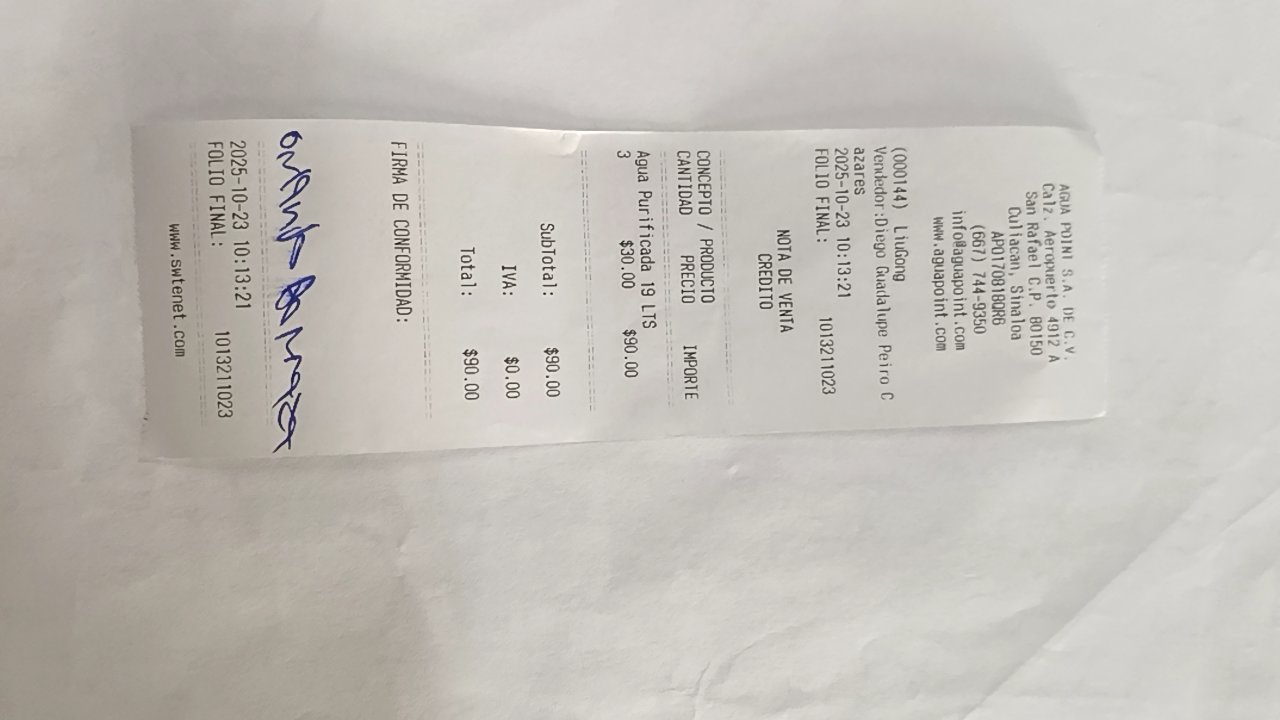 AGUA POINT S.A. DE C.V.
Calz. Aeropuerto 4912 A
San Rafael C.P. 80150
Culiacan, Sinaloa
APO170818QR6
(667) 744-9350
info@aguapoint.com
www.aguapoint.com
(000144) LiuGong
Vendedor:Diego Guadalupe Peiro C
azares
2025-10-23 10:13:21
FOLIO FINAL: 1013211023
NOTA DE VENTA
CREDITO
CONCEPTO / PRODUCTO
CANTIDAD PRECIO IMPORTE
Agua Purificada 19 LTS
3 $30.00 $90.00
Subtotal: $90.00
IVA: $0.00
Total: $90.00
FIRMA DE CONFORMIDAD:
2025-10-23 10:13:21
FOLIO FINAL: 1013211023
www.swtenet.com